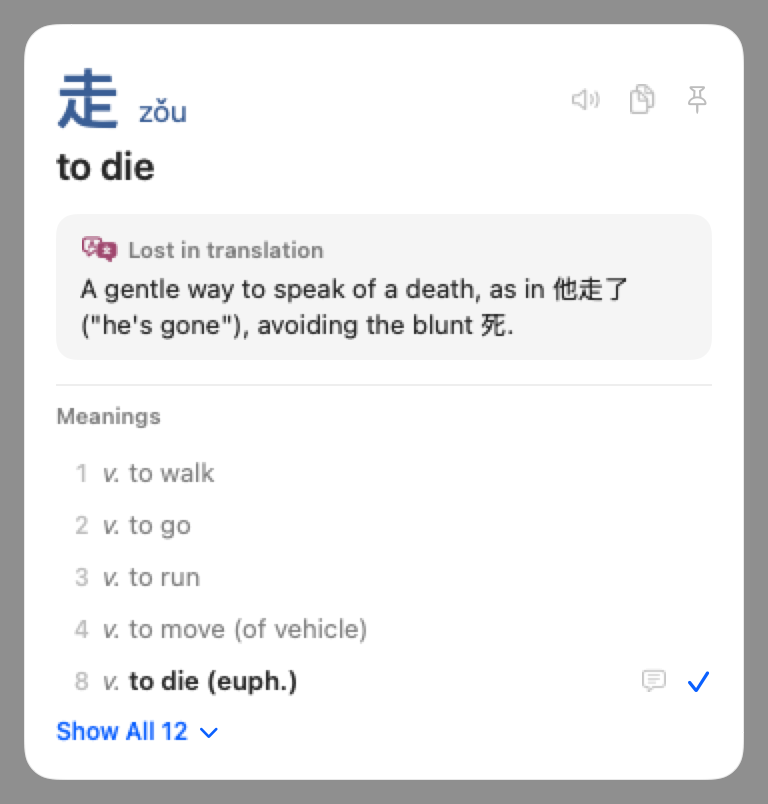 走 zǒu
to die
Lost in translation
A gentle way to speak of a death, as in 他走了
("he's gone"), avoiding the blunt 死.
Meanings
1 v. to walk
2 v. to go
3 v. to run
4 v. to move (of vehicle)
8 v. to die (euph.)
Show All 12